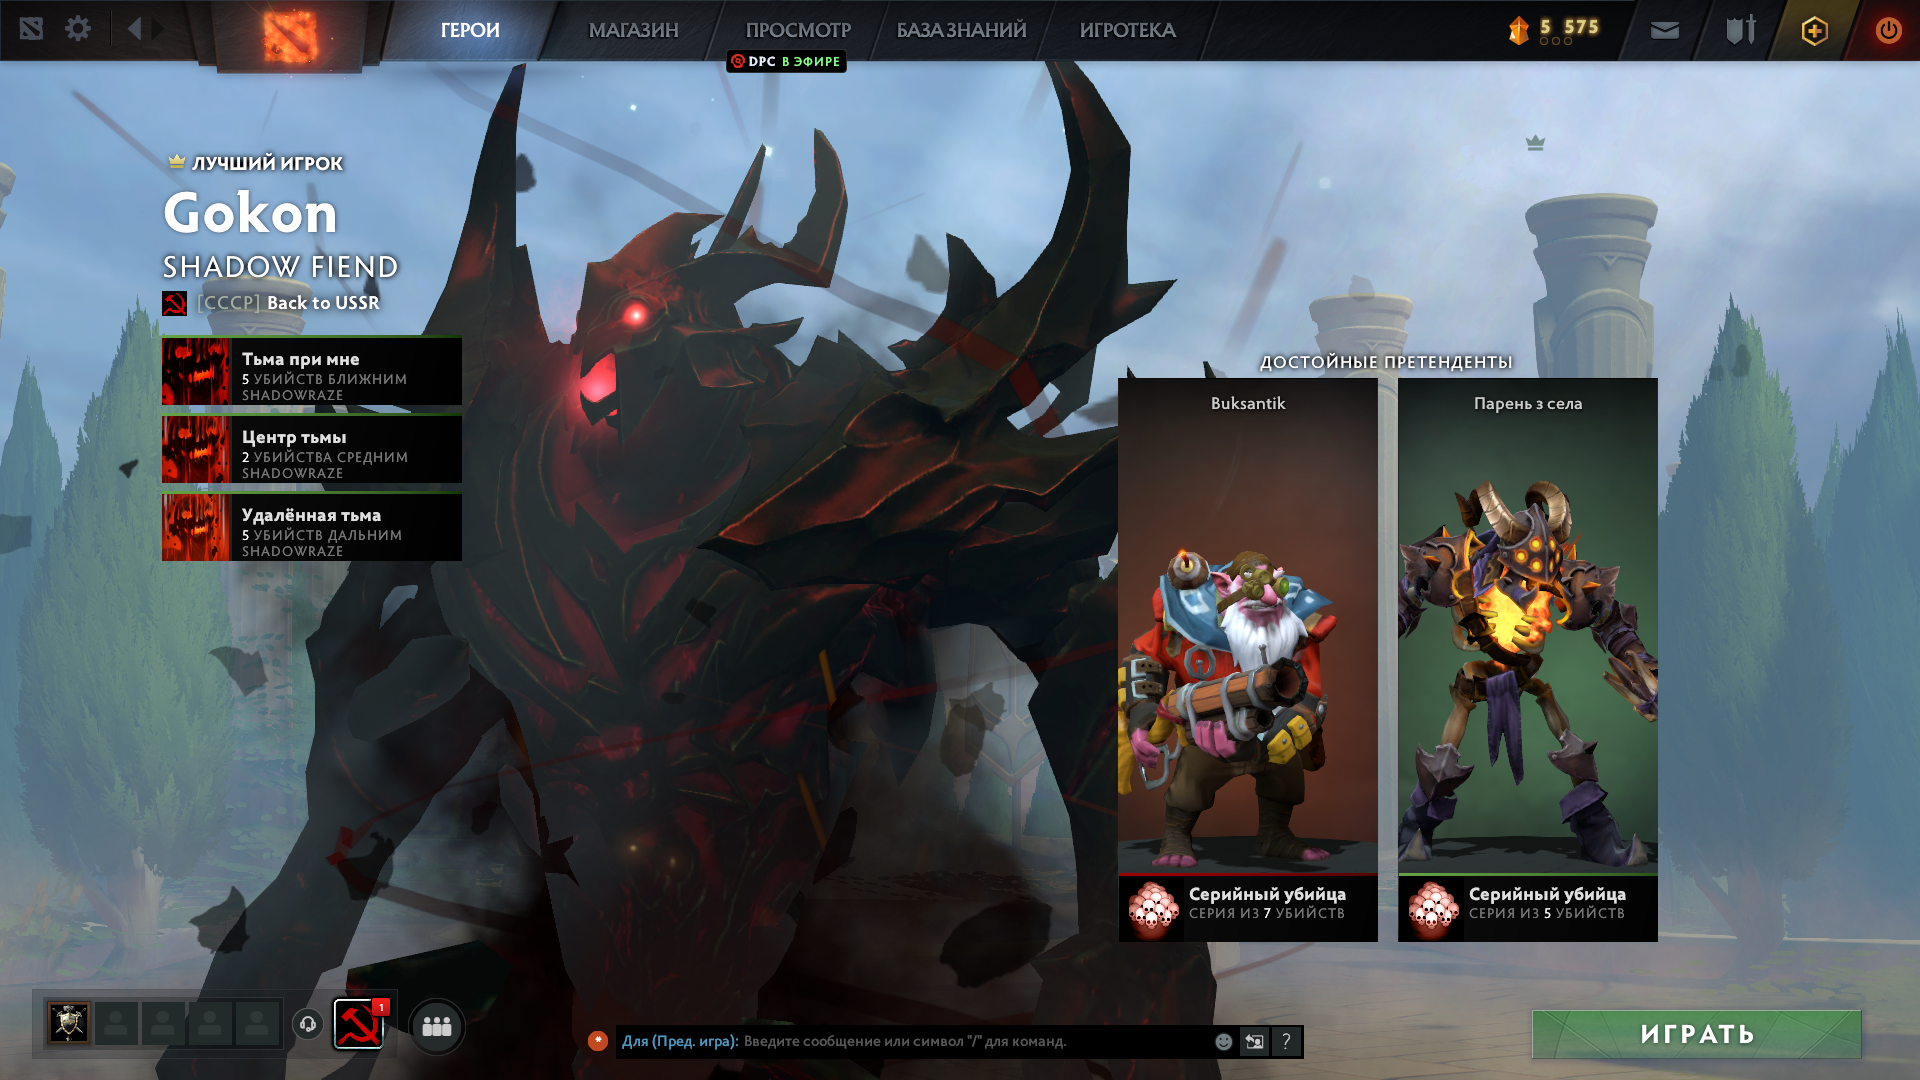 ГЕРОИ
МАГАЗИН
ПРОСМОТР
БАЗА ЗНАНИЙ
ИГРОТЕКА
5 575
DPC В ЭФИРЕ
ЛУЧШИЙ ИГРОК
Gokon
SHADOW FIEND
[СССР] Back to USSR
Тьма при мне
5 УБИЙСТВ БЛИЖНИМ
SHADOWRAZE
Центр тьмы
2 УБИЙСТВА СРЕДНИМ
SHADOWRAZE
Удалённая тьма
5 УБИЙСТВ ДАЛЬНИМ
SHADOWRAZE
ДОСТОЙНЫЕ ПРЕТЕНДЕНТЫ
Buksantik
Серийный убийца
СЕРИЯ ИЗ 7 УБИЙСТВ
Парень з села
Серийный убийца
СЕРИЯ ИЗ 5 УБИЙСТВ
1
Для (Пред. игра): Введите сообщение или символ "/" для команд.
?
ИГРАТЬ